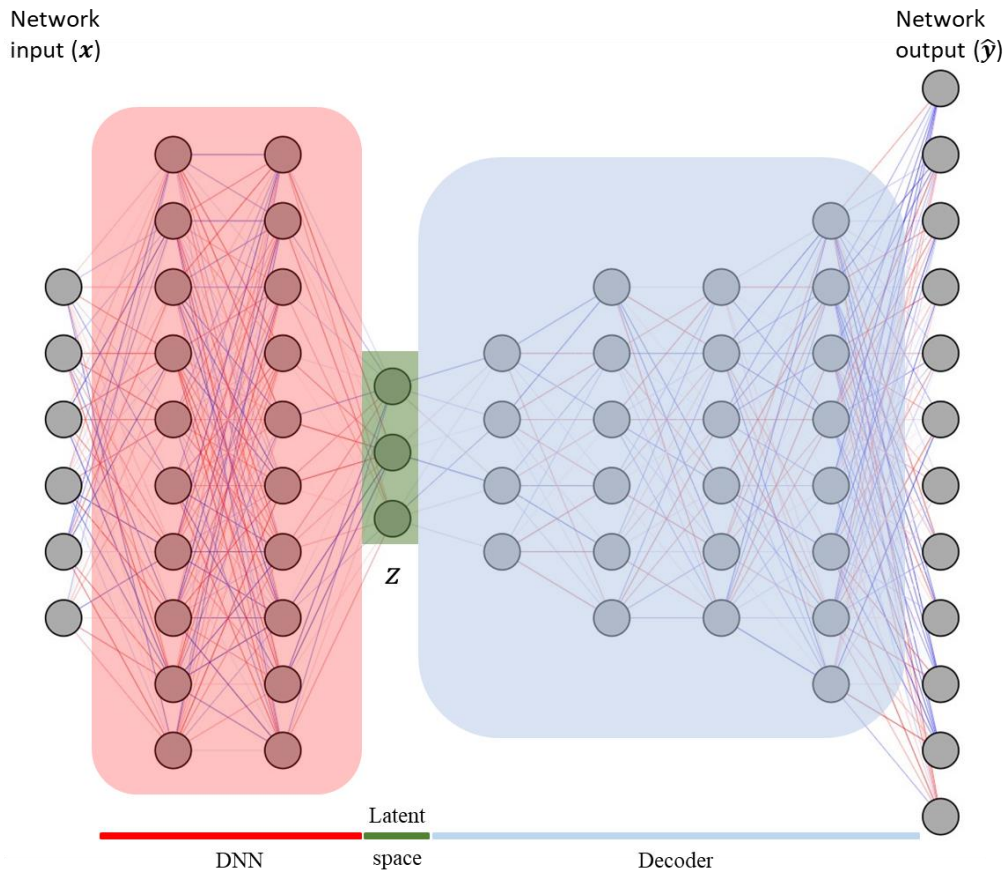 Network
input (x)
Network
output (ŷ)
z
DNN
Latent
space
Decoder